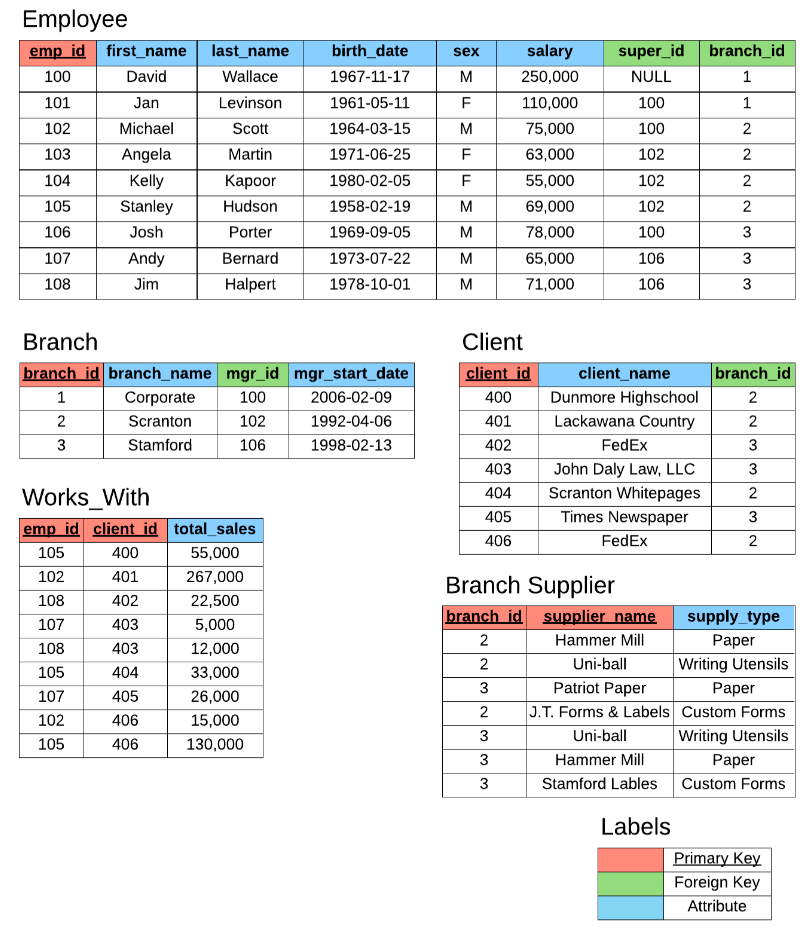 Employee
emp_id first_name last_name birth_date sex salary super_id branch_id
100 David Wallace 1967-11-17 M 250,000 NULL 1
101 Jan Levinson 1961-05-11 F 110,000 100 1
102 Michael Scott 1964-03-15 M 75,000 100 2
103 Angela Martin 1971-06-25 F 63,000 102 2
104 Kelly Kapoor 1980-02-05 F 55,000 102 2
105 Stanley Hudson 1958-02-19 M 69,000 102 2
106 Josh Porter 1969-09-05 M 78,000 100 3
107 Andy Bernard 1973-07-22 M 65,000 106 3
108 Jim Halpert 1978-10-01 M 71,000 106 3
Branch
branch_id branch_name mgr_id mgr_start_date
1 Corporate 100 2006-02-09
2 Scranton 102 1992-04-06
3 Stamford 106 1998-02-13
Client
client_id client_name branch_id
400 Dunmore Highschool 2
401 Lackawana Country 2
402 FedEx 3
403 John Daly Law, LLC 3
404 Scranton Whitepages 2
405 Times Newspaper 3
406 FedEx 2
Works_With
emp_id client_id total_sales
105 400 55,000
102 401 267,000
108 402 22,500
107 403 5,000
108 403 12,000
105 404 33,000
107 405 26,000
102 406 15,000
105 406 130,000
Branch Supplier
branch_id supplier_name supply_type
2 Hammer Mill Paper
2 Uni-ball Writing Utensils
3 Patriot Paper Paper
2 J.T. Forms & Labels Custom Forms
3 Uni-ball Writing Utensils
3 Hammer Mill Paper
3 Stamford Lables Custom Forms
Labels
Primary Key
Foreign Key
Attribute